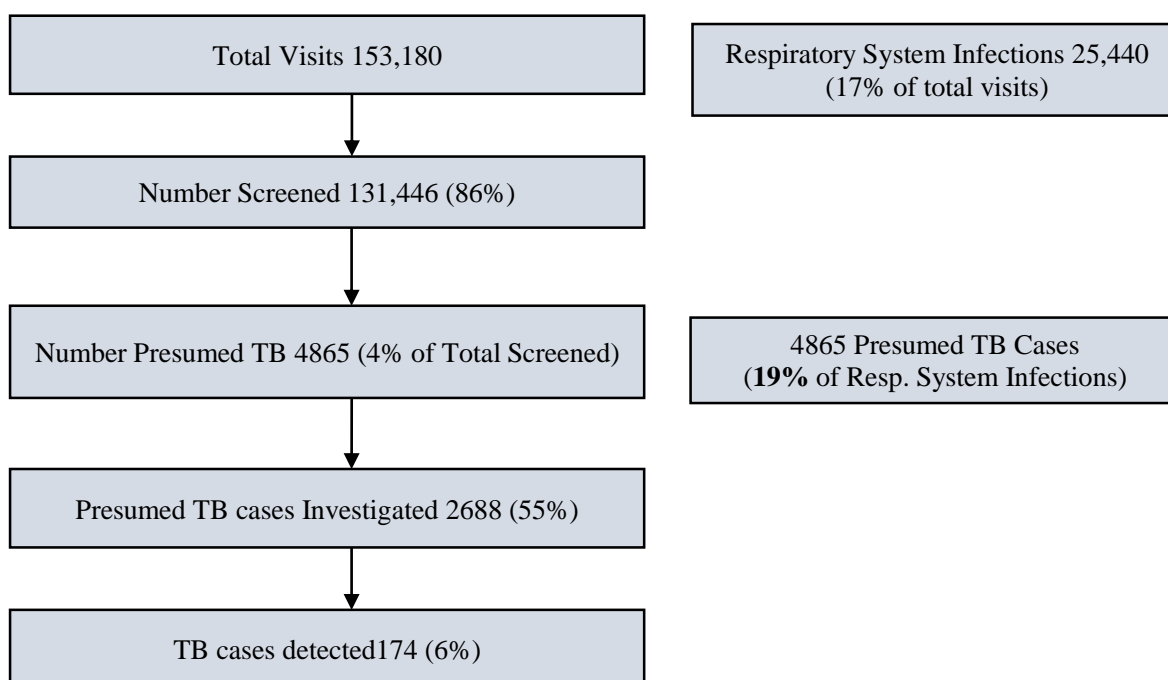 Total Visits 153,180
Respiratory System Infections 25,440
(17% of total visits)
Number Screened 131,446 (86%)
Number Presumed TB 4865 (4% of Total Screened)
4865 Presumed TB Cases
(19% of Resp. System Infections)
Presumed TB cases Investigated 2688 (55%)
TB cases detected174 (6%)